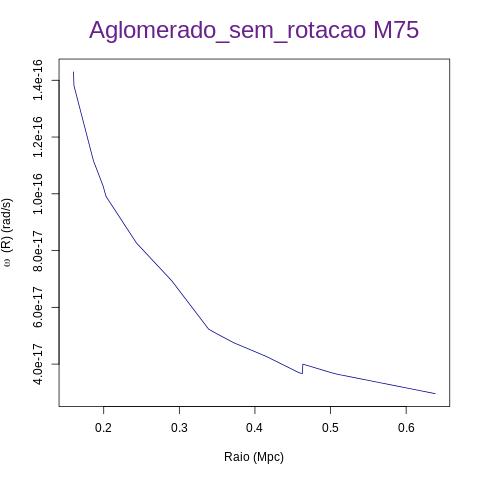 Aglomerado_sem_rotacao M75
ω (R) (rad/s)
1.4e-16
1.2e-16
1.0e-16
8.0e-17
6.0e-17
4.0e-17
0.2 0.3 0.4 0.5 0.6
Raio (Mpc)